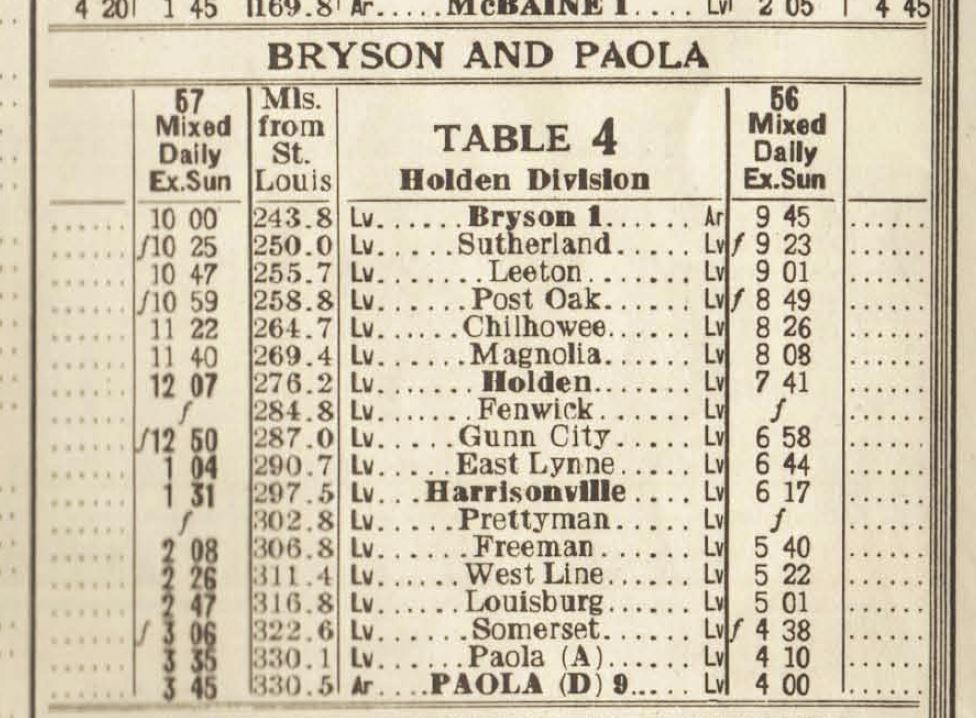 4 20 1 45 169.8 Ar.....McBAINE 1.... Lv 2 05 4 45
BRYSON AND PAOLA
57 Mls. 56
Mixed from TABLE 4 Mixed
Daily St. Daily
Ex.Sun Louis Holden Division Ex.Sun
10 00 243.8 Lv.......Bryson 1....... Ar 9 45
f10 25 250.0 Lv......Sutherland...... Lv f 9 23
10 47 255.7 Lv........Leeton........ Lv 9 01
f10 59 258.8 Lv.......Post Oak....... Lv f 8 49
11 22 264.7 Lv......Chilhowee...... Lv 8 26
11 40 269.4 Lv.......Magnolia....... Lv 8 08
12 07 276.2 Lv........Holden........ Lv 7 41
f 284.8 Lv.......Fenwick....... Lv f
f12 50 287.0 Lv......Gunn City...... Lv 6 58
1 04 290.7 Lv......East Lynne...... Lv 6 44
1 31 297.5 Lv....Harrisonville.... Lv 6 17
f 302.8 Lv......Prettyman...... Lv f
2 08 306.8 Lv.......Freeman....... Lv 5 40
2 26 311.4 Lv......West Line...... Lv 5 22
2 47 316.8 Lv......Louisburg...... Lv 5 01
f 3 06 322.6 Lv.......Somerset....... Lv f 4 38
3 35 330.1 Lv.......Paola (A)....... Lv 4 10
3 45 330.5 Ar....PAOLA (D) 9..... Lv 4 00